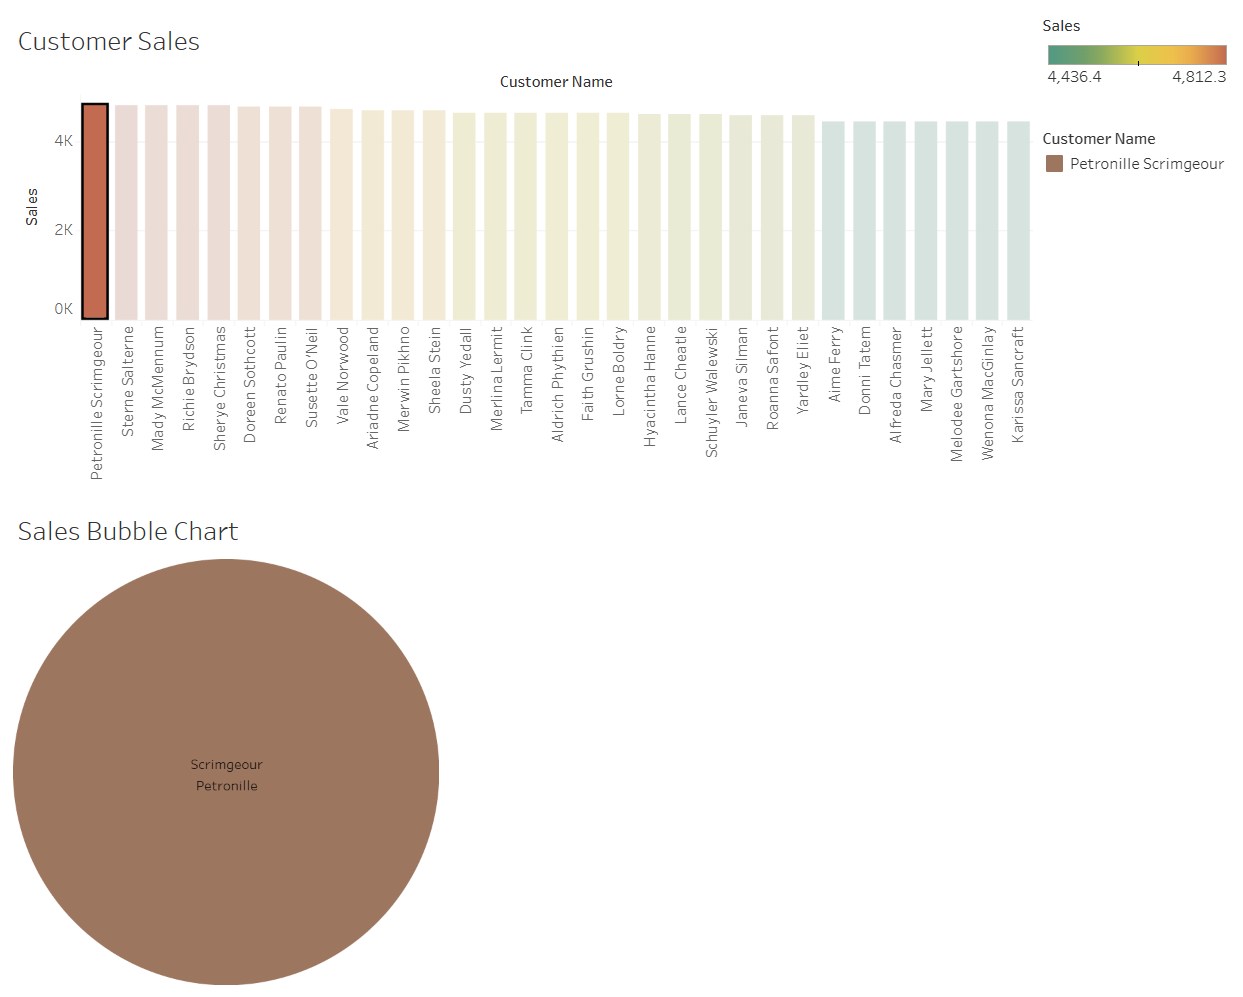 Customer Sales
Customer Name
Sales
4K
2K
0K
Petronille Scrimgeour
Sterne Salterne
Mady McMennum
Richie Brydson
Sherye Christmas
Doreen Sothcott
Renato Paulin
Susette O'Neil
Vale Norwood
Ariadne Copeland
Merwin Pikhno
Sheela Stein
Dusty Yedall
Merlina Lermit
Tamma Clink
Aldrich Phythien
Faith Grushin
Lorne Boldry
Hyacintha Hanne
Lance Cheatle
Schuyler Walewski
Janeva Silman
Roanna Safont
Yardley Eliet
Aime Ferry
Donni Tatem
Alfreda Chasmer
Mary Jellett
Melodee Gartshore
Wenona MacGinlay
Karissa Sancraft
Sales
4,436.4 4,812.3
Customer Name
Petronille Scrimgeour
Sales Bubble Chart
Scrimgeour
Petronille